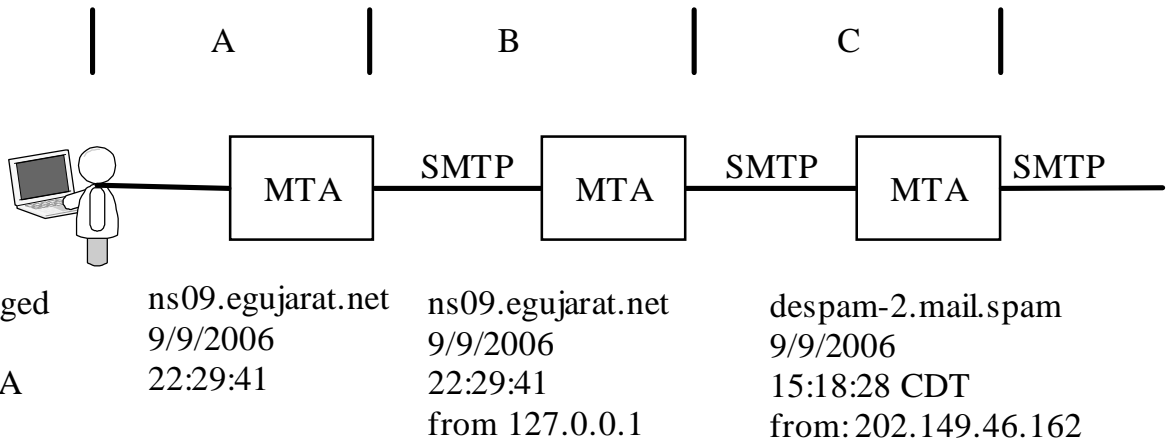 A B C
MTA SMTP MTA SMTP MTA SMTP
ged
A
ns09.egujarat.net
9/9/2006
22:29:41
ns09.egujarat.net
9/9/2006
22:29:41
from 127.0.0.1
despam-2.mail.spam
9/9/2006
15:18:28 CDT
from: 202.149.46.162